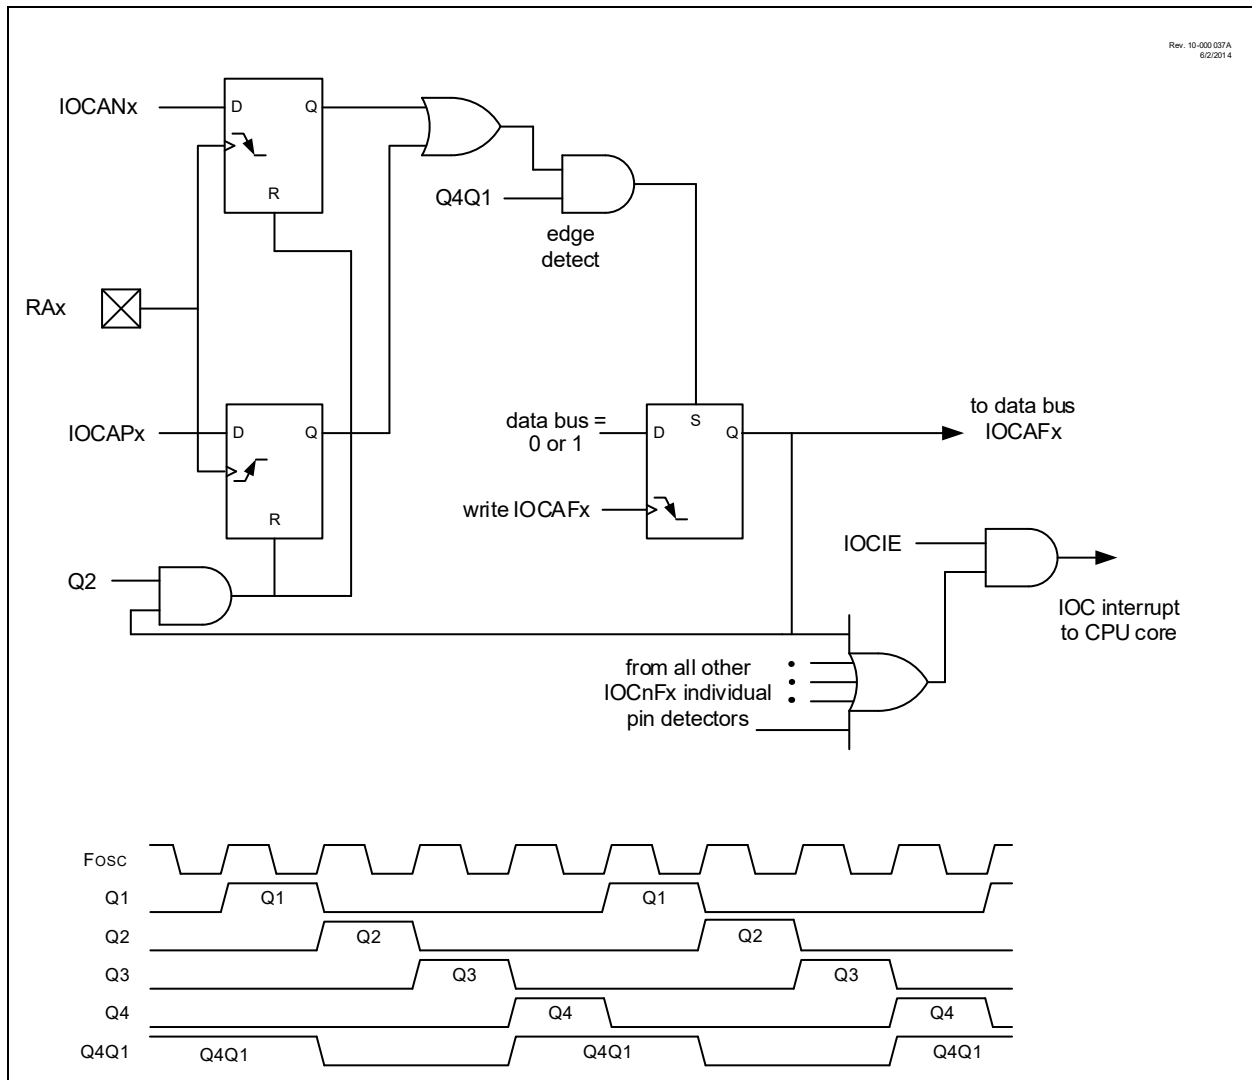 Rev. 10-000 037A
6/2/2014
IOCANx
D
Q
R
Q4Q1
edge
detect
RAx
IOCAPx
D
Q
R
data bus =
0 or 1
D
S
Q
to data bus
IOCAFx
write IOCAFx
IOCIE
Q2
IOC interrupt
to CPU core
from all other
IOCnFx individual
pin detectors
FOSC
Q1
Q1
Q1
Q2
Q2
Q2
Q3
Q3
Q3
Q4
Q4
Q4
Q4Q1
Q4Q1
Q4Q1
Q4Q1